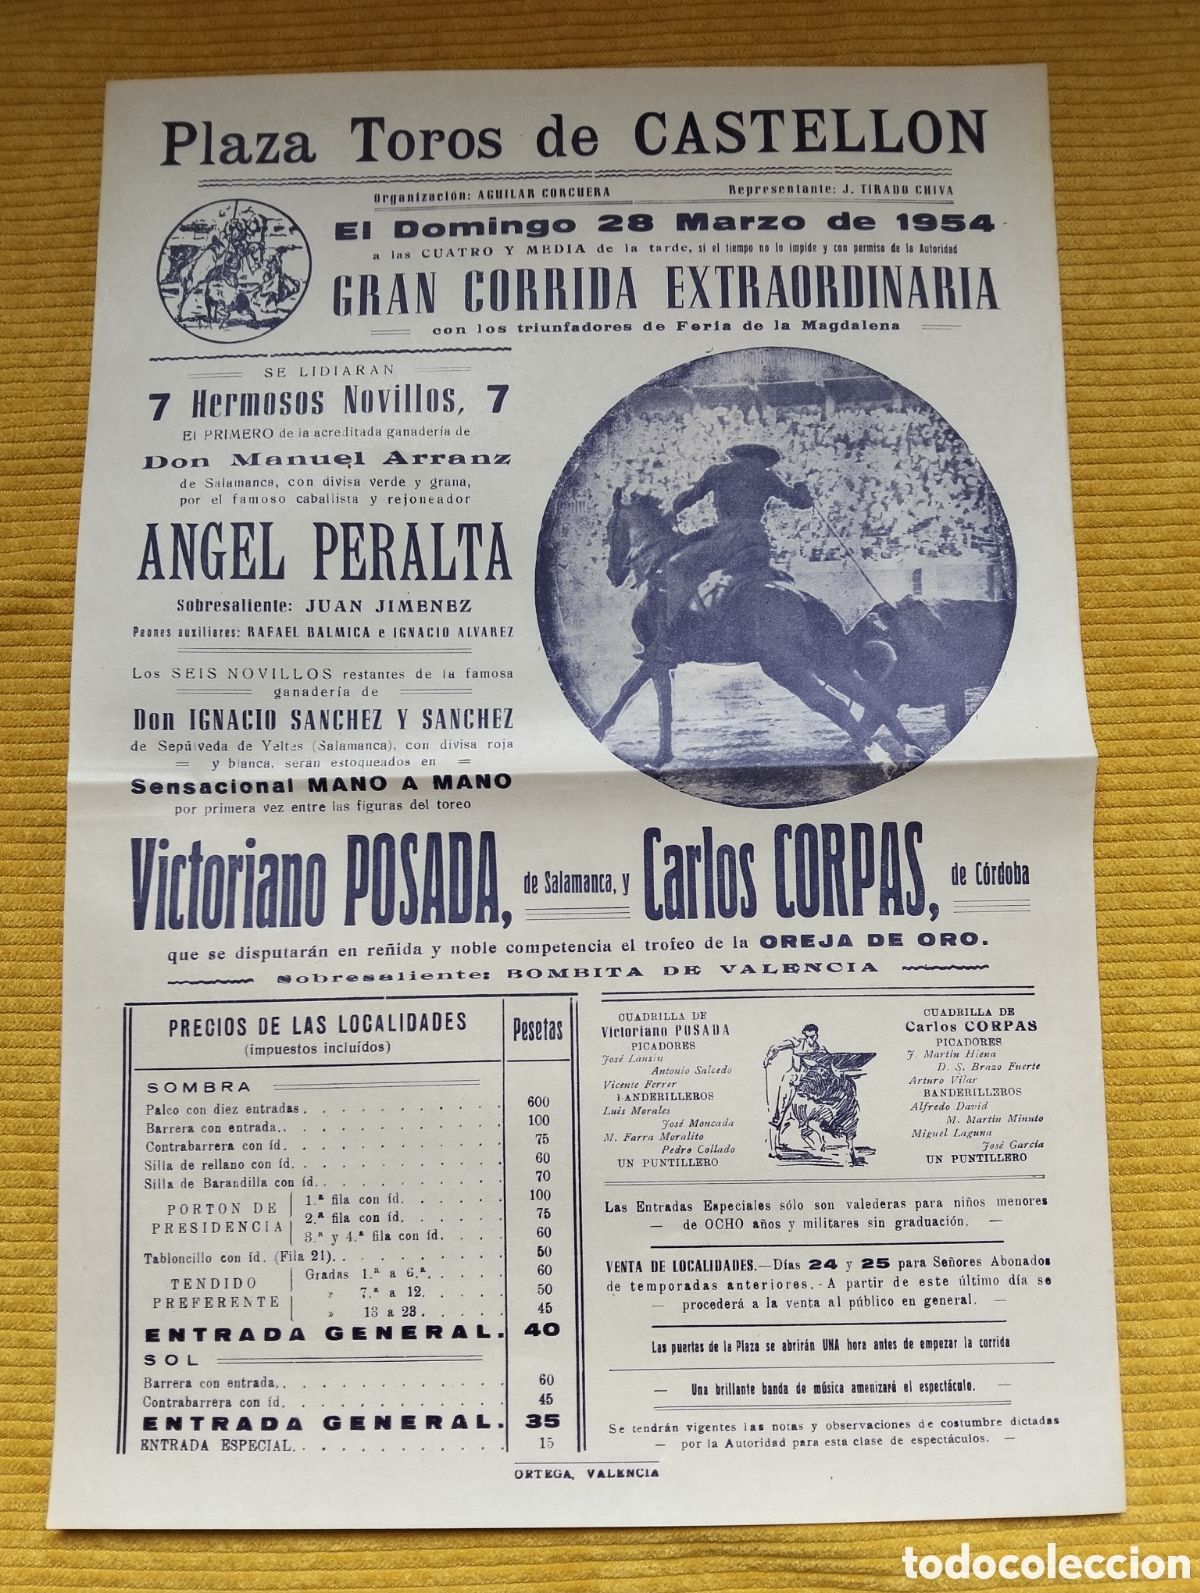 Plaza Toros de CASTELLON
Organización: AGUILAR CORCUERA
Representante: J. TIRADO CHIVA
El Domingo 28 Marzo de 1954
a las CUATRO Y MEDIA de la tarde, si el tiempo no lo impide y con permiso de la Autoridad
GRAN CORRIDA EXTRAORDINARIA
con los triunfadores de Feria de la Magdalena
SE LIDIARAN
7 Hermosos Novillos, 7
El PRIMERO de la acreditada ganadería de
Don Manuel Arranz
de Salamanca, con divisa verde y grana,
por el famoso caballista y rejoneador
ANGEL PERALTA
Sobresaliente: JUAN JIMENEZ
Peones auxiliares: RAFAEL BALMICA e IGNACIO ALVAREZ
Los SEIS NOVILLOS restantes de la famosa
ganadería de
Don IGNACIO SANCHEZ Y SANCHEZ
de Sepúlveda de Yeltes (Salamanca), con divisa roja
y blanca, serán estoqueados en
Sensacional MANO A MANO
por primera vez entre las figuras del toreo
Victoriano POSADA, de Salamanca, y Carlos CORPAS, de Córdoba
que se disputarán en reñida y noble competencia el trofeo de la OREJA DE ORO.
Sobresaliente: BOMBITA DE VALENCIA
PRECIOS DE LAS LOCALIDADES
(impuestos incluídos)
Pesetas
SOMBRA
Palco con diez entradas. 600
Barrera con entrada. 100
Contrabarrera con íd. 75
Silla de rellano con íd. 60
Silla de Barandilla con íd. 70
PORTON DE PRESIDENCIA
1.ª fila con íd. 100
2.ª fila con íd. 75
3.ª y 4.ª fila con íd. 60
Tabloncillo con íd. (Fila 21). 50
TENDIDO PREFERENTE
Gradas 1.ª a 6.ª. 60
» 7.ª a 12. 50
» 13 a 23. 45
ENTRADA GENERAL. 40
SOL
Barrera con entrada. 60
Contrabarrera con íd. 45
ENTRADA GENERAL. 35
ENTRADA ESPECIAL. 15
CUADRILLA DE
Victoriano POSADA
PICADORES
José Lausín
Antonio Salcedo
Vicente Ferrer
BANDERILLEROS
Luis Morales
José Moncada
M. Farra Moralito
Pedro Collado
UN PUNTILLERO
CUADRILLA DE
Carlos CORPAS
PICADORES
J. Martín Hiena
D. S. Brazo Fuerte
Arturo Vilar
BANDERILLEROS
Alfredo David
M. Martín Minuto
Miguel Laguna
José García
UN PUNTILLERO
Las Entradas Especiales sólo son valederas para niños menores
— de OCHO años y militares sin graduación. —
VENTA DE LOCALIDADES.—Días 24 y 25 para Señores Abonados
de temporadas anteriores.-A partir de este último día se
— procederá a la venta al público en general. —
Las puertas de la Plaza se abrirán UNA hora antes de empezar la corrida
— Una brillante banda de música amenizará el espectáculo. —
Se tendrán vigentes las notas y observaciones de costumbre dictadas
— por la Autoridad para esta clase de espectáculos. —
ORTEGA, VALENCIA
todocoleccion